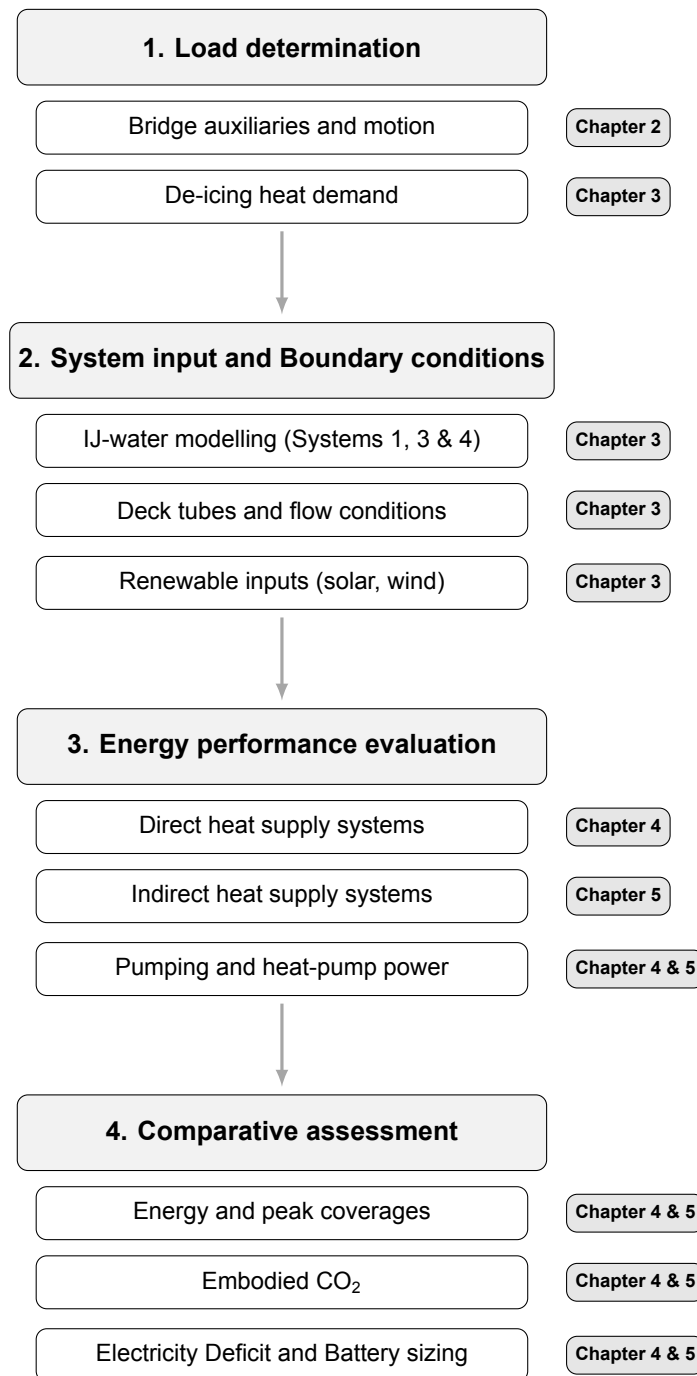 1. Load determination
Bridge auxiliaries and motion
Chapter 2
De-icing heat demand
Chapter 3
2. System input and Boundary conditions
IJ-water modelling (Systems 1, 3 & 4)
Chapter 3
Deck tubes and flow conditions
Chapter 3
Renewable inputs (solar, wind)
Chapter 3
3. Energy performance evaluation
Direct heat supply systems
Chapter 4
Indirect heat supply systems
Chapter 5
Pumping and heat-pump power
Chapter 4 & 5
4. Comparative assessment
Energy and peak coverages
Chapter 4 & 5
Embodied CO₂
Chapter 4 & 5
Electricity Deficit and Battery sizing
Chapter 4 & 5